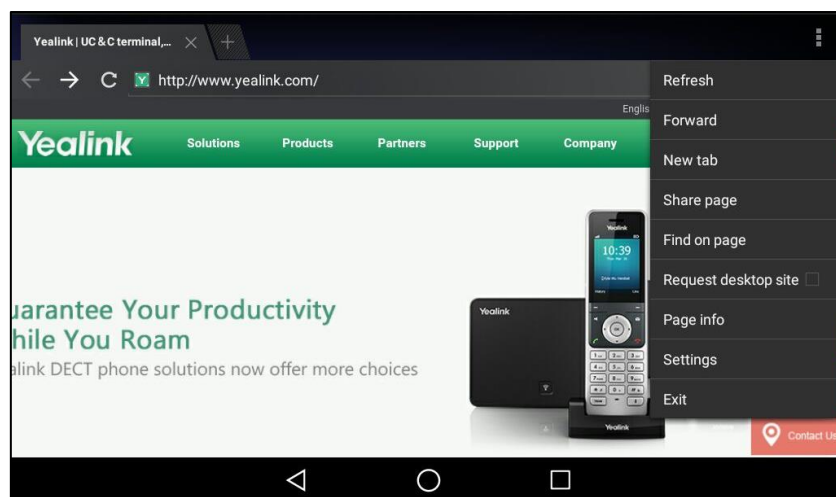 Yealink | UC & C terminal,...
http://www.yealink.com/
Englis
Yealink
Solutions Products Partners Support Company
Refresh
Forward
New tab
Share page
Find on page
Request desktop site
Page info
Settings
Exit
uarantee Your Productivity
hile You Roam
alink DECT phone solutions now offer more choices
Yealink
Yealink
10:39
Yealink
Contact Us